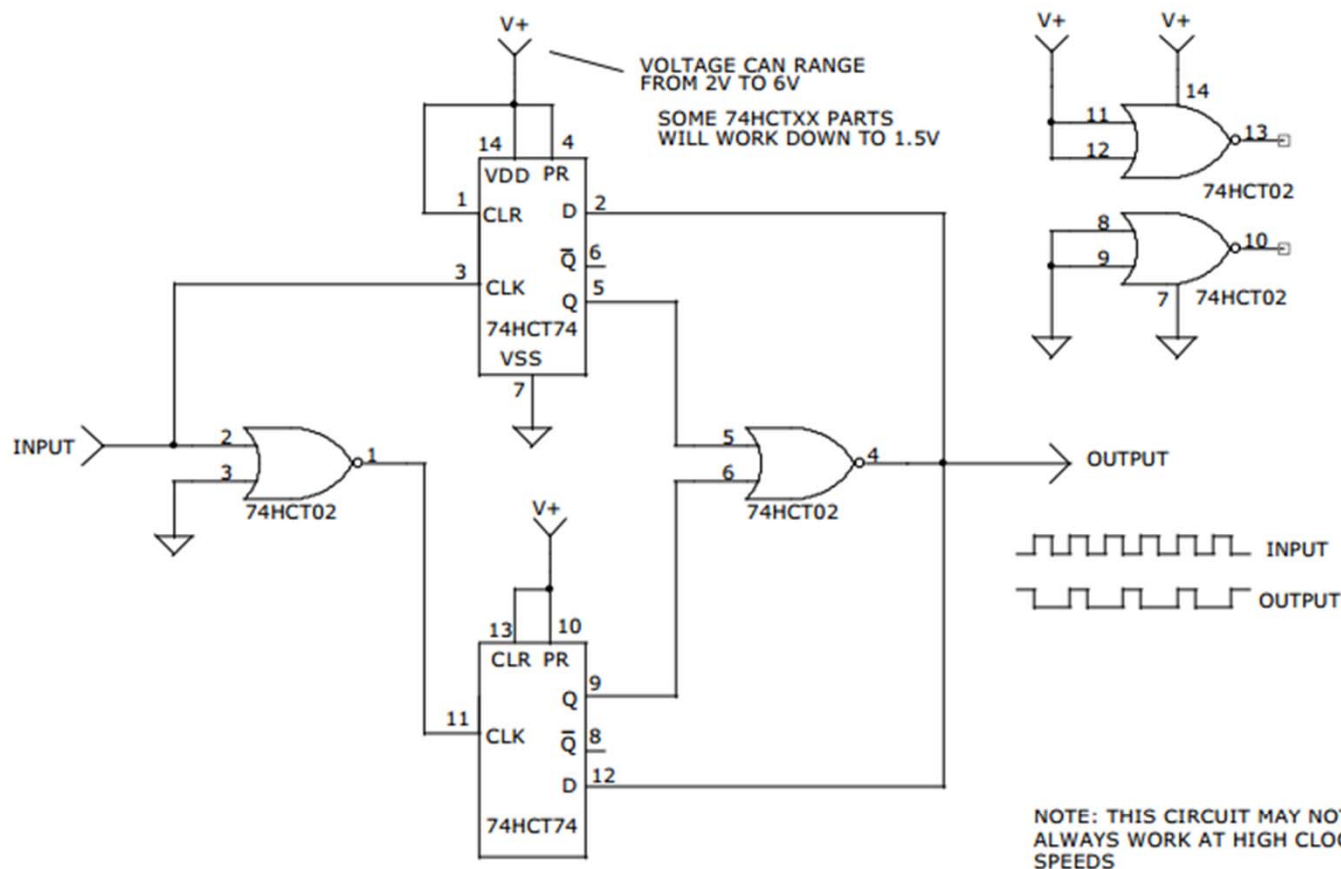 V+
VOLTAGE CAN RANGE
FROM 2V TO 6V
SOME 74HCTXX PARTS
WILL WORK DOWN TO 1.5V
14
4
VDD
PR
1
CLR
D
2
Q̅
6
3
CLK
Q
5
74HCT74
VSS
7
V+
V+
14
11
12
13
74HCT02
8
9
10
7
74HCT02
INPUT
2
3
1
74HCT02
5
6
4
74HCT02
OUTPUT
V+
13
10
CLR
PR
Q
9
11
CLK
Q̅
8
D
12
74HCT74
INPUT
OUTPUT
NOTE: THIS CIRCUIT MAY NOT
ALWAYS WORK AT HIGH CLOC
SPEEDS